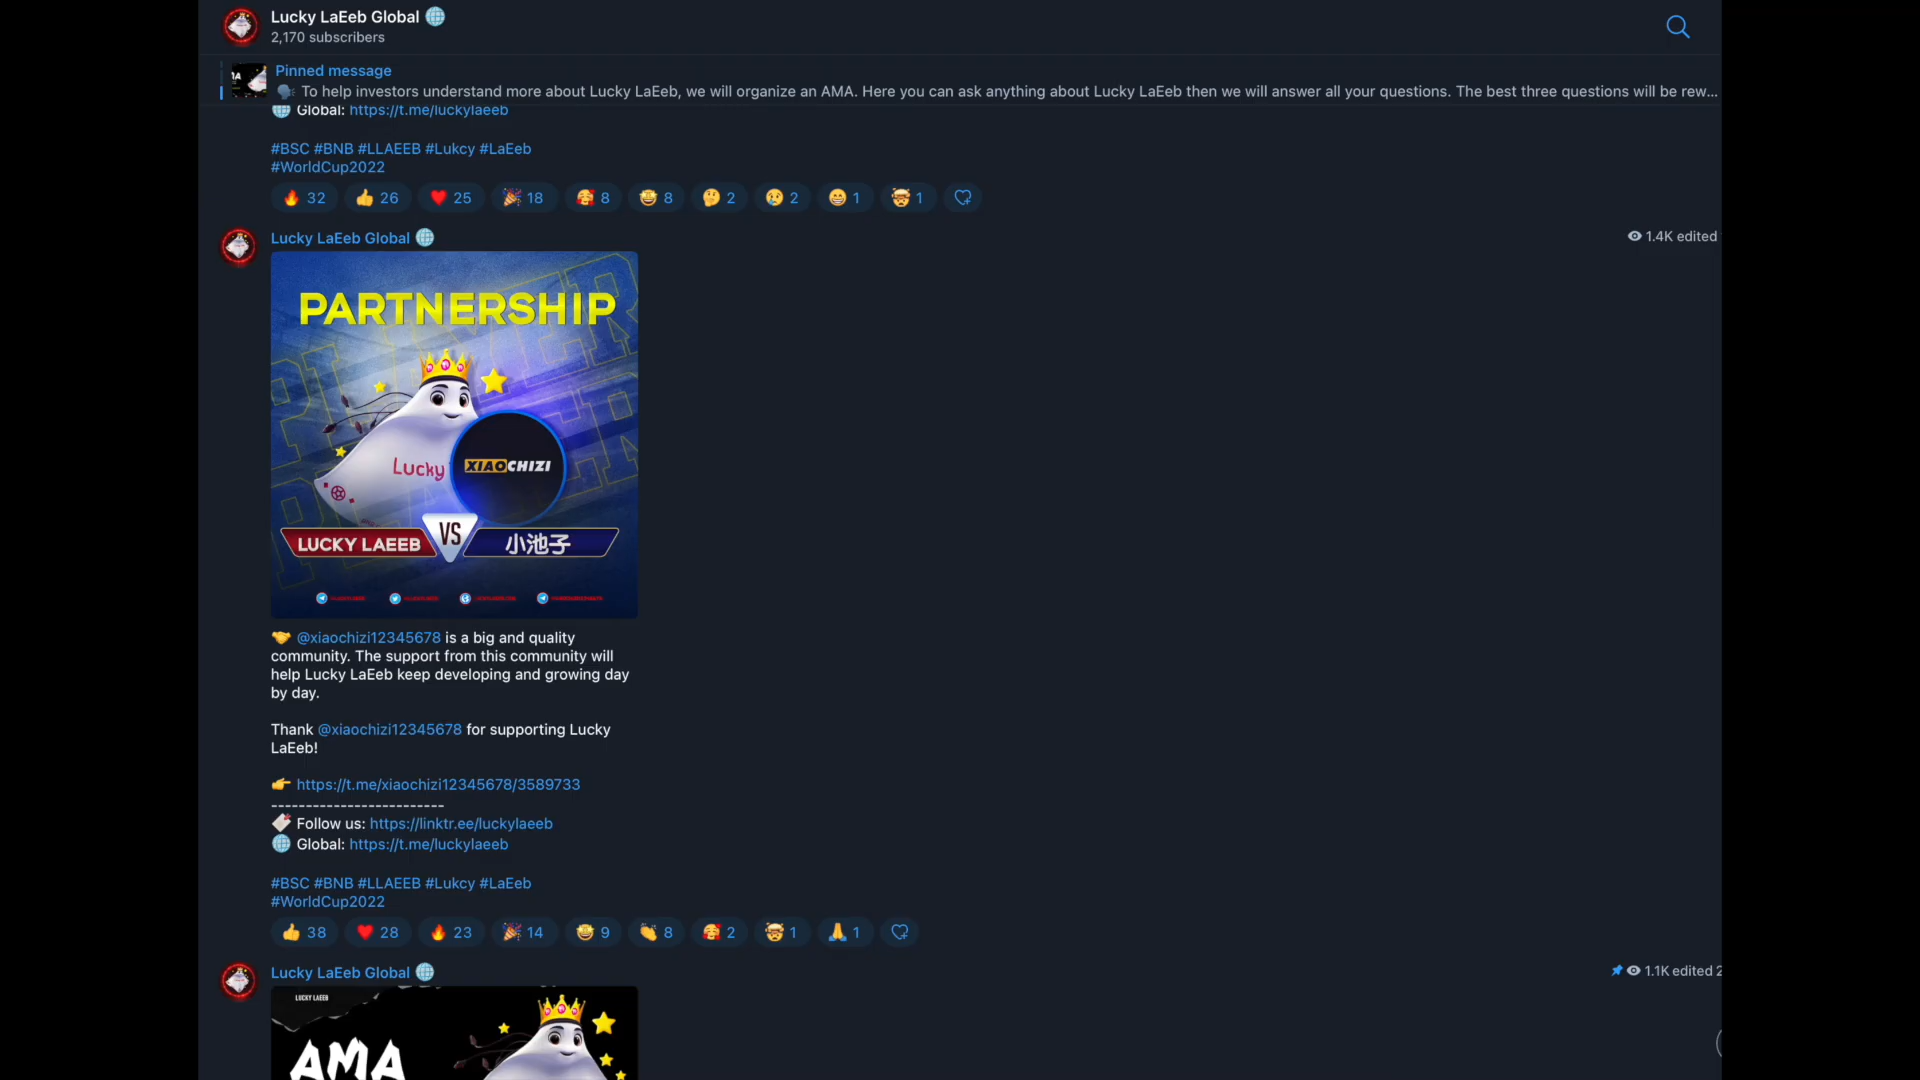 Lucky LaEeb Global 🌐
2,170 subscribers
Pinned message
🗣 To help investors understand more about Lucky LaEeb, we will organize an AMA. Here you can ask anything about Lucky LaEeb then we will answer all your questions. The best three questions will be rew...
🌐 Global: https://t.me/luckylaeeb
#BSC #BNB #LLAEEB #Lukcy #LaEeb
#WorldCup2022
🔥 32 👍 26 ❤️ 25 🎉 18 🥰 8 🤩 8 🤔 2 😢 2 😁 1 🤯 1
Lucky LaEeb Global 🌐
1.4K edited
PARTNERSHIP
Lucky
XIAOCHIZI
LUCKY LAEEB VS 小池子
🤝 @xiaochizi12345678 is a big and quality
community. The support from this community will
help Lucky LaEeb keep developing and growing day
by day.
Thank @xiaochizi12345678 for supporting Lucky
LaEeb!
👉 https://t.me/xiaochizi12345678/3589733
-------------------------
Follow us: https://linktr.ee/luckylaeeb
🌐 Global: https://t.me/luckylaeeb
#BSC #BNB #LLAEEB #Lukcy #LaEeb
#WorldCup2022
👍 38 ❤️ 28 🔥 23 🎉 14 🤩 9 👏 8 🥰 2 🤯 1 🙏 1
Lucky LaEeb Global 🌐
1.1K edited 2
LUCKY LAEEB
AMA